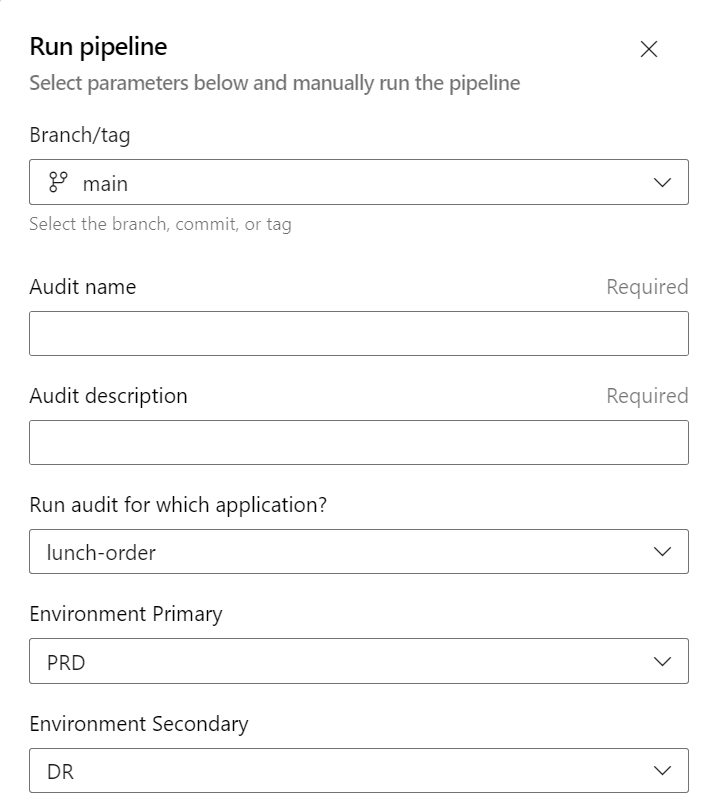 Run pipeline
Select parameters below and manually run the pipeline
Branch/tag
main
Select the branch, commit, or tag
Audit name Required
Audit description Required
Run audit for which application?
lunch-order
Environment Primary
PRD
Environment Secondary
DR